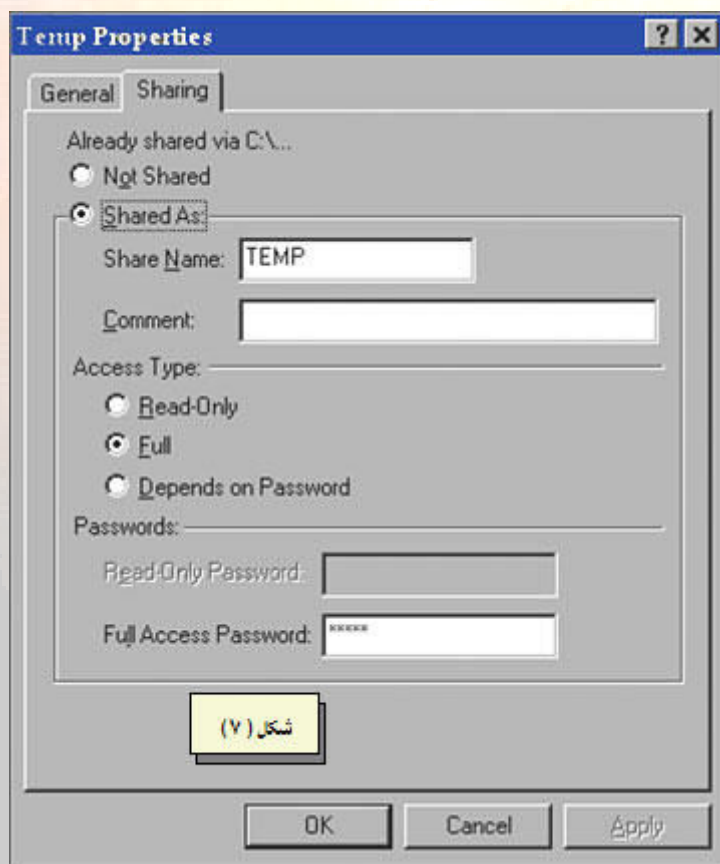 Temp Properties
General
Sharing
Already shared via C:\...
Not Shared
Shared As:
Share Name: TEMP
Comment:
Access Type:
Read-Only
Full
Depends on Password
Passwords:
Read-Only Password:
Full Access Password: *****
شكل (٧)
OK
Cancel
Apply